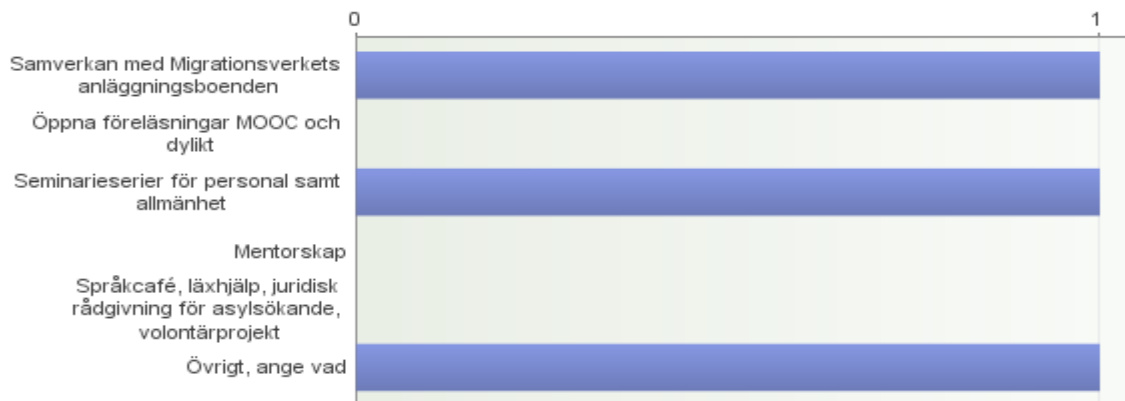 0 1
Samverkan med Migrationsverkets
anläggningsboenden
Öppna föreläsningar MOOC och
dylikt
Seminarieserier för personal samt
allmänhet
Mentorskap
Språkcafé, läxhjälp, juridisk
rådgivning för asylsökande,
volontärprojekt
Övrigt, ange vad